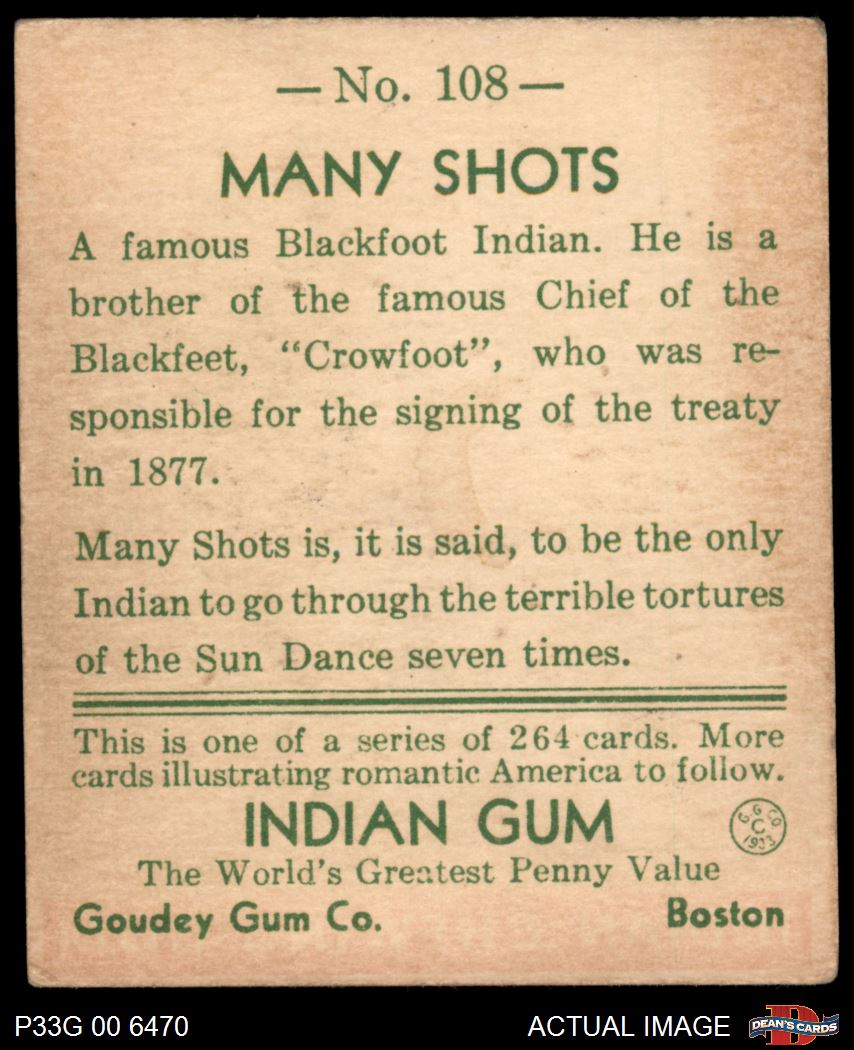 — No. 108 —
MANY SHOTS
A famous Blackfoot Indian. He is a
brother of the famous Chief of the
Blackfeet, "Crowfoot", who was re-
sponsible for the signing of the treaty
in 1877.
Many Shots is, it is said, to be the only
Indian to go through the terrible tortures
of the Sun Dance seven times.
This is one of a series of 264 cards. More
cards illustrating romantic America to follow.
INDIAN GUM
G. G. CO
C
1933
The World's Greatest Penny Value
Goudey Gum Co. Boston
P33G 00 6470 ACTUAL IMAGE
D
DEAN'S CARDS